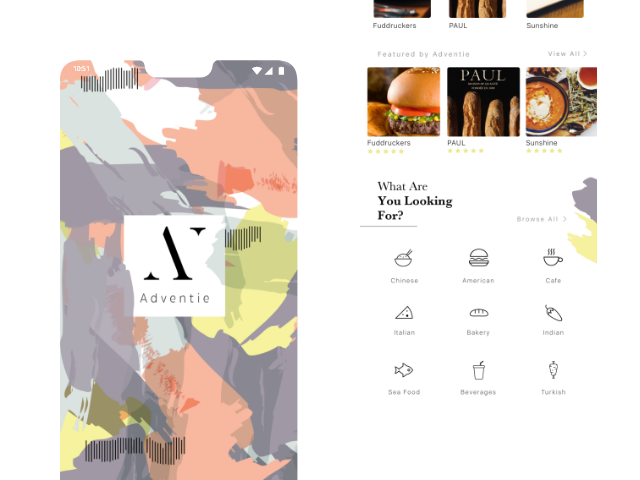 10:51
A
Adventie
Fuddruckers
PAUL
Sunshine
Featured by Adventie
View All >
PAUL
Fuddruckers
PAUL
Sunshine
What Are
You Looking
For?
Browse All >
Chinese
American
Cafe
Italian
Bakery
Indian
Sea Food
Beverages
Turkish